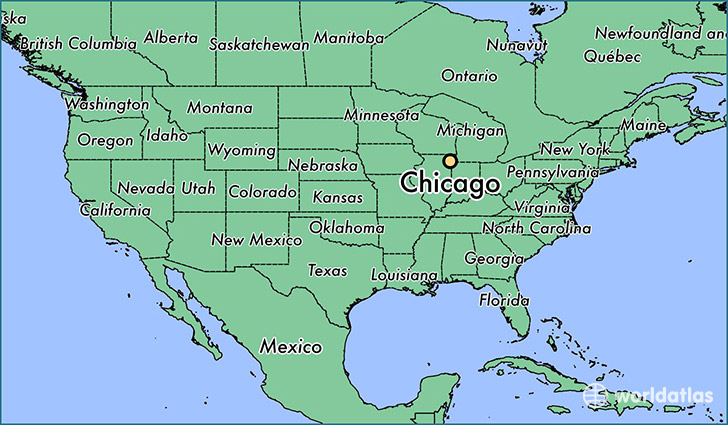 ska
British Columbia
Alberta
Saskatchewan
Manitoba
Nunavut
Newfoundland and
Québec
Ontario
Washington
Montana
Minnesota
Michigan
Maine
Oregon
Idaho
Wyoming
Nebraska
New York
Pennsylvania
Chicago
Nevada
Utah
Colorado
Kansas
California
Virginia
New Mexico
Oklahoma
North Carolina
Texas
Louisiana
Georgia
Florida
Mexico
worldatlas